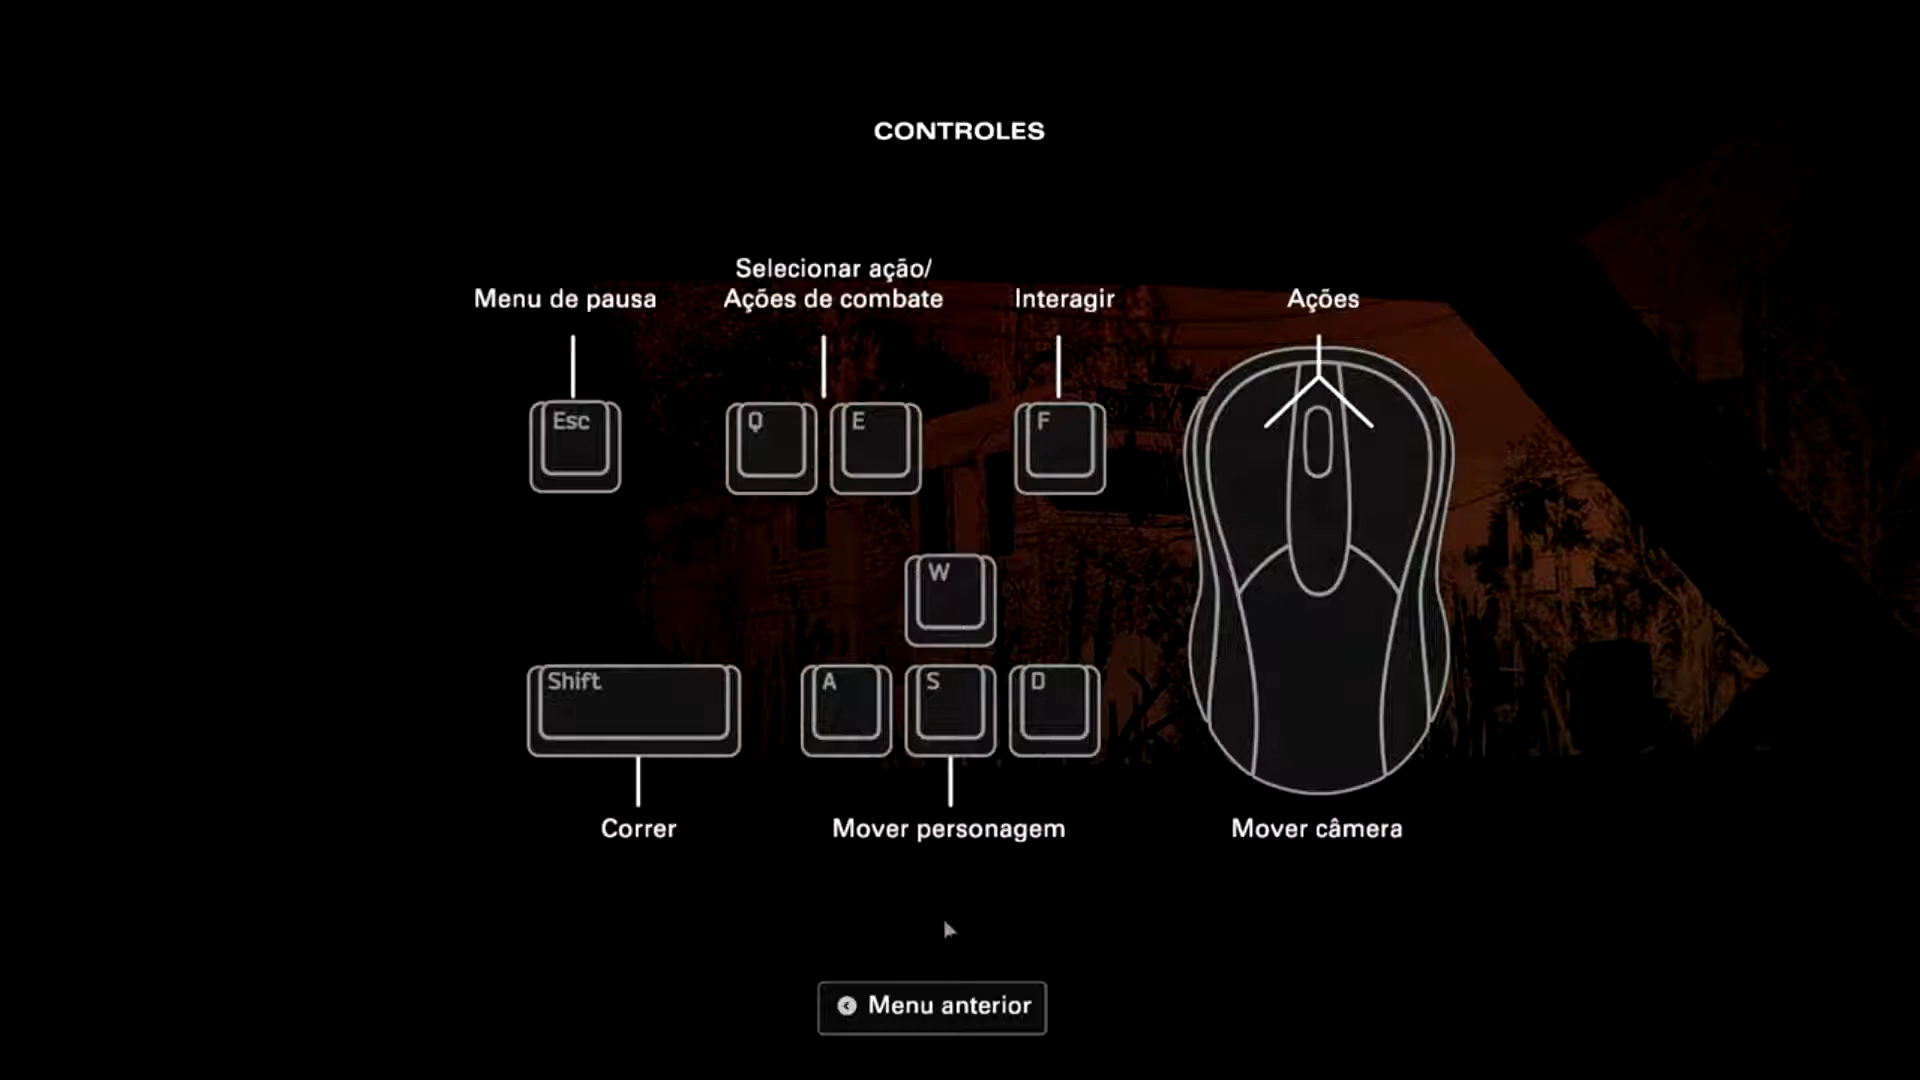 CONTROLES
Selecionar ação/
Menu de pausa
Ações de combate
Interagir
Ações
Esc
Q
E
F
W
Shift
A
S
D
Correr
Mover personagem
Mover câmera
Menu anterior